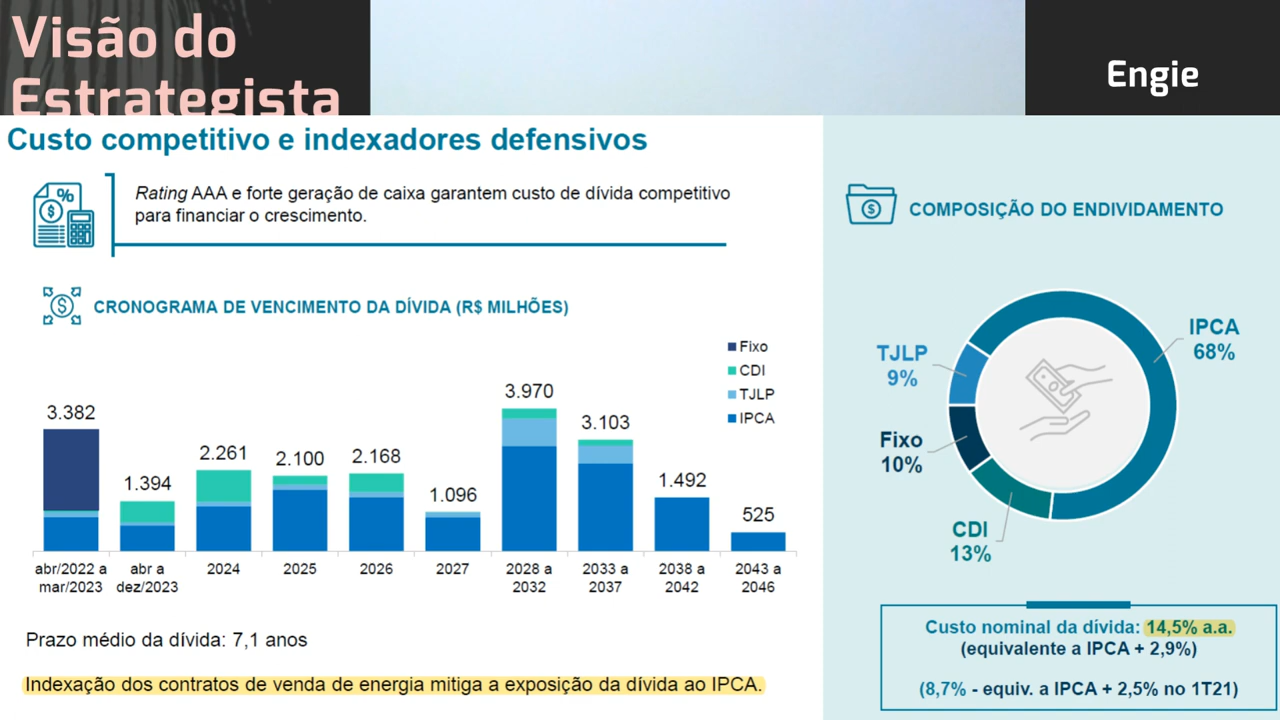 Visão do
Estrategista
Engie
Custo competitivo e indexadores defensivos
Rating AAA e forte geração de caixa garantem custo de dívida competitivo
para financiar o crescimento.
%
$
$
CRONOGRAMA DE VENCIMENTO DA DÍVIDA (R$ MILHÕES)
Fixo
CDI
TJLP
IPCA
3.382
1.394
2.261
2.100
2.168
1.096
3.970
3.103
1.492
525
abr/2022 a
mar/2023
abr a
dez/2023
2024
2025
2026
2027
2028 a
2032
2033 a
2037
2038 a
2042
2043 a
2046
Prazo médio da dívida: 7,1 anos
Indexação dos contratos de venda de energia mitiga a exposição da dívida ao IPCA.
$
COMPOSIÇÃO DO ENDIVIDAMENTO
IPCA
68%
TJLP
9%
Fixo
10%
CDI
13%
Custo nominal da dívida: 14,5% a.a.
(equivalente a IPCA + 2,9%)
(8,7% - equiv. a IPCA + 2,5% no 1T21)